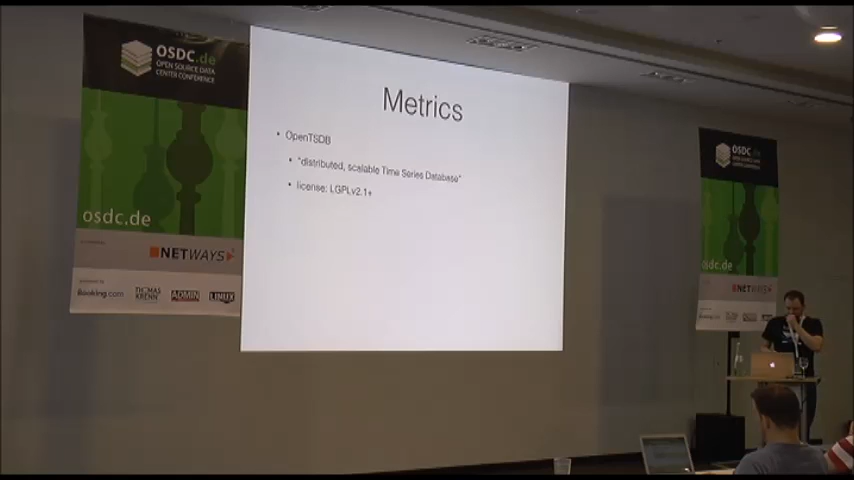 OSDC.de
OPEN SOURCE DATA
CENTER CONFERENCE
osdc.de
NETWAYS
Booking.com
THOMAS
KRENN
ADMIN
LINUX
Metrics
• OpenTSDB
• "distributed, scalable Time Series Database"
• license: LGPLv2.1+
OSDC.de
osdc.de
NETWAYS